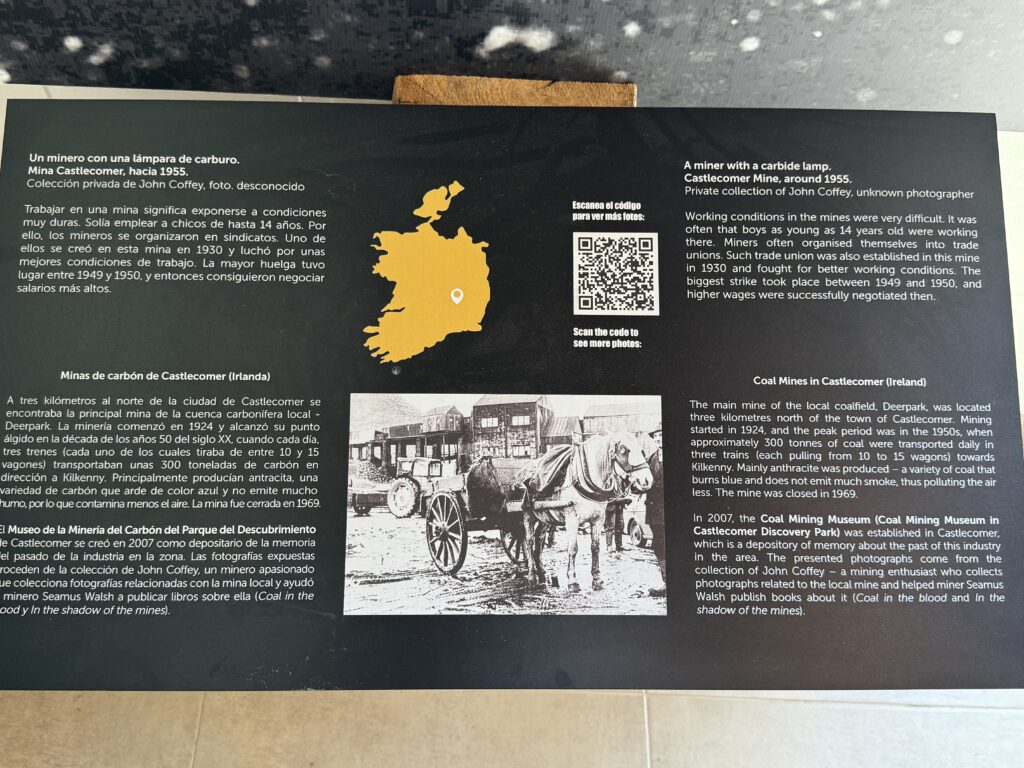 Un minero con una lámpara de carburo.
Mina Castlecomer, hacia 1955.
Colección privada de John Coffey, foto. desconocido
Trabajar en una mina significa exponerse a condiciones
muy duras. Solía emplear a chicos de hasta 14 años. Por
ello, los mineros se organizaron en sindicatos. Uno de
ellos se creó en esta mina en 1930 y luchó por unas
mejores condiciones de trabajo. La mayor huelga tuvo
lugar entre 1949 y 1950, y entonces consiguieron negociar
salarios más altos.
Minas de carbón de Castlecomer (Irlanda)
A tres kilómetros al norte de la ciudad de Castlecomer se
encontraba la principal mina de la cuenca carbonífera local -
Deerpark. La minería comenzó en 1924 y alcanzó su punto
álgido en la década de los años 50 del siglo XX, cuando cada día,
tres trenes (cada uno de los cuales tiraba de entre 10 y 15
vagones) transportaban unas 300 toneladas de carbón en
dirección a Kilkenny. Principalmente producían antracita, una
variedad de carbón que arde de color azul y no emite mucho
humo, por lo que contamina menos el aire. La mina fue cerrada en 1969.
El Museo de la Minería del Carbón del Parque del Descubrimiento
de Castlecomer se creó en 2007 como depositario de la memoria
del pasado de la industria en la zona. Las fotografías expuestas
proceden de la colección de John Coffey, un minero apasionado
que colecciona fotografías relacionadas con la mina local y ayudó
minero Seamus Walsh a publicar libros sobre ella (Coal in the
blood y In the shadow of the mines).
Escanea el código
para ver más fotos:
Scan the code to
see more photos:
A miner with a carbide lamp.
Castlecomer Mine, around 1955.
Private collection of John Coffey, unknown photographer
Working conditions in the mines were very difficult. It was
often that boys as young as 14 years old were working
there. Miners often organised themselves into trade
unions. Such trade union was also established in this mine
in 1930 and fought for better working conditions. The
biggest strike took place between 1949 and 1950, and
higher wages were successfully negotiated then.
Coal Mines in Castlecomer (Ireland)
The main mine of the local coalfield, Deerpark, was located
three kilometres north of the town of Castlecomer. Mining
started in 1924, and the peak period was in the 1950s, when
approximately 300 tonnes of coal were transported daily in
three trains (each pulling from 10 to 15 wagons) towards
Kilkenny. Mainly anthracite was produced – a variety of coal that
burns blue and does not emit much smoke, thus polluting the air
less. The mine was closed in 1969.
In 2007, the Coal Mining Museum (Coal Mining Museum in
Castlecomer Discovery Park) was established in Castlecomer,
which is a depository of memory about the past of this industry
in the area. The presented photographs come from the
collection of John Coffey – a mining enthusiast who collects
photographs related to the local mine and helped miner Seamus
Walsh publish books about it (Coal in the blood and In the
shadow of the mines).